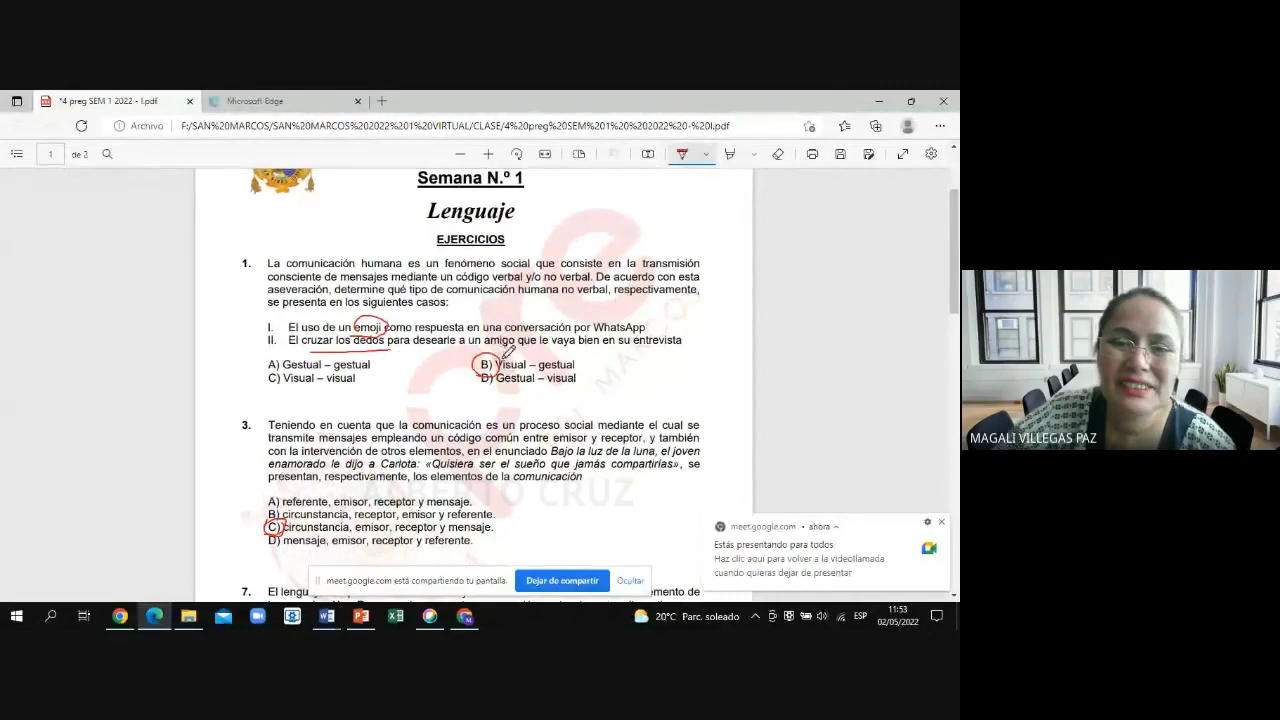 *4 preg SEM 1 2022 - I.pdf
Microsoft Edge
Archivo
F:/SAN%20MARCOS/SAN%20MARCOS%202022%201%20VIRTUAL/CLASE/4%20preg%20SEM%201%20%202022%20-%20I.pdf
1 de 2
Semana N.º 1
Lenguaje
EJERCICIOS
1. La comunicación humana es un fenómeno social que consiste en la transmisión
consciente de mensajes mediante un código verbal y/o no verbal. De acuerdo con esta
aseveración, determine qué tipo de comunicación humana no verbal, respectivamente,
se presenta en los siguientes casos:
I. El uso de un emoji como respuesta en una conversación por WhatsApp
II. El cruzar los dedos para desearle a un amigo que le vaya bien en su entrevista
A) Gestual – gestual B) Visual – gestual
C) Visual – visual D) Gestual – visual
3. Teniendo en cuenta que la comunicación es un proceso social mediante el cual se
transmite mensajes empleando un código común entre emisor y receptor, y también
con la intervención de otros elementos, en el enunciado Bajo la luz de la luna, el joven
enamorado le dijo a Carlota: «Quisiera ser el sueño que jamás compartirías», se
presentan, respectivamente, los elementos de la comunicación
A) referente, emisor, receptor y mensaje.
B) circunstancia, receptor, emisor y referente.
C) circunstancia, emisor, receptor y mensaje.
D) mensaje, emisor, receptor y referente.
ALBERTO CRUZ
MARCOS
7. El
meet.google.com está compartiendo tu pantalla. Dejar de compartir Ocultar
meet.google.com • ahora
Estás presentando para todos
Haz clic aquí para volver a la videollamada
cuando quieras dejar de presentar
MAGALI VILLEGAS PAZ
20°C Parc. soleado
ESP
11:53
02/05/2022